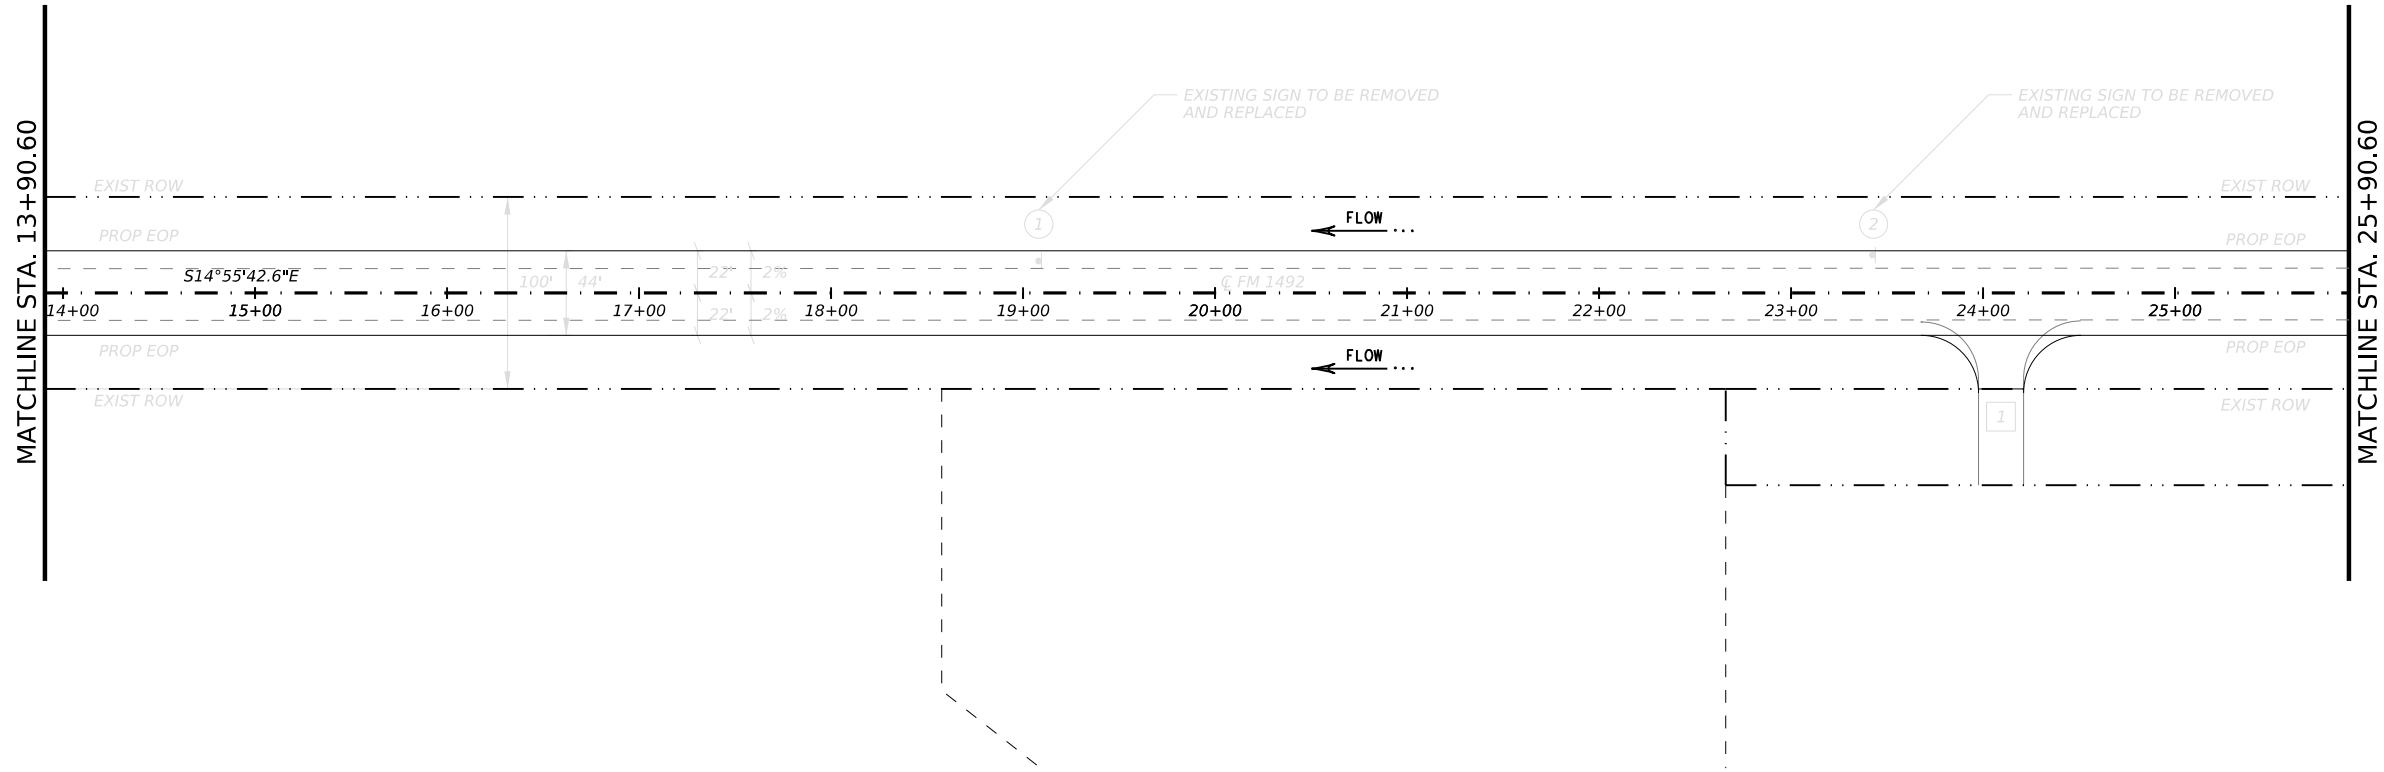 MATCHLINE STA. 13+90.60
EXISTING SIGN TO BE REMOVED
AND REPLACED
EXISTING SIGN TO BE REMOVED
AND REPLACED
EXIST ROW
EXIST ROW
1
2
FLOW
PROP EOP
PROP EOP
S14°55'42.6"E
100'
44'
22'
2%
℄ FM 1492
14+00
15+00
16+00
17+00
22'
2%
18+00
19+00
20+00
21+00
22+00
23+00
24+00
25+00
PROP EOP
FLOW
PROP EOP
EXIST ROW
EXIST ROW
1
MATCHLINE STA. 25+90.60